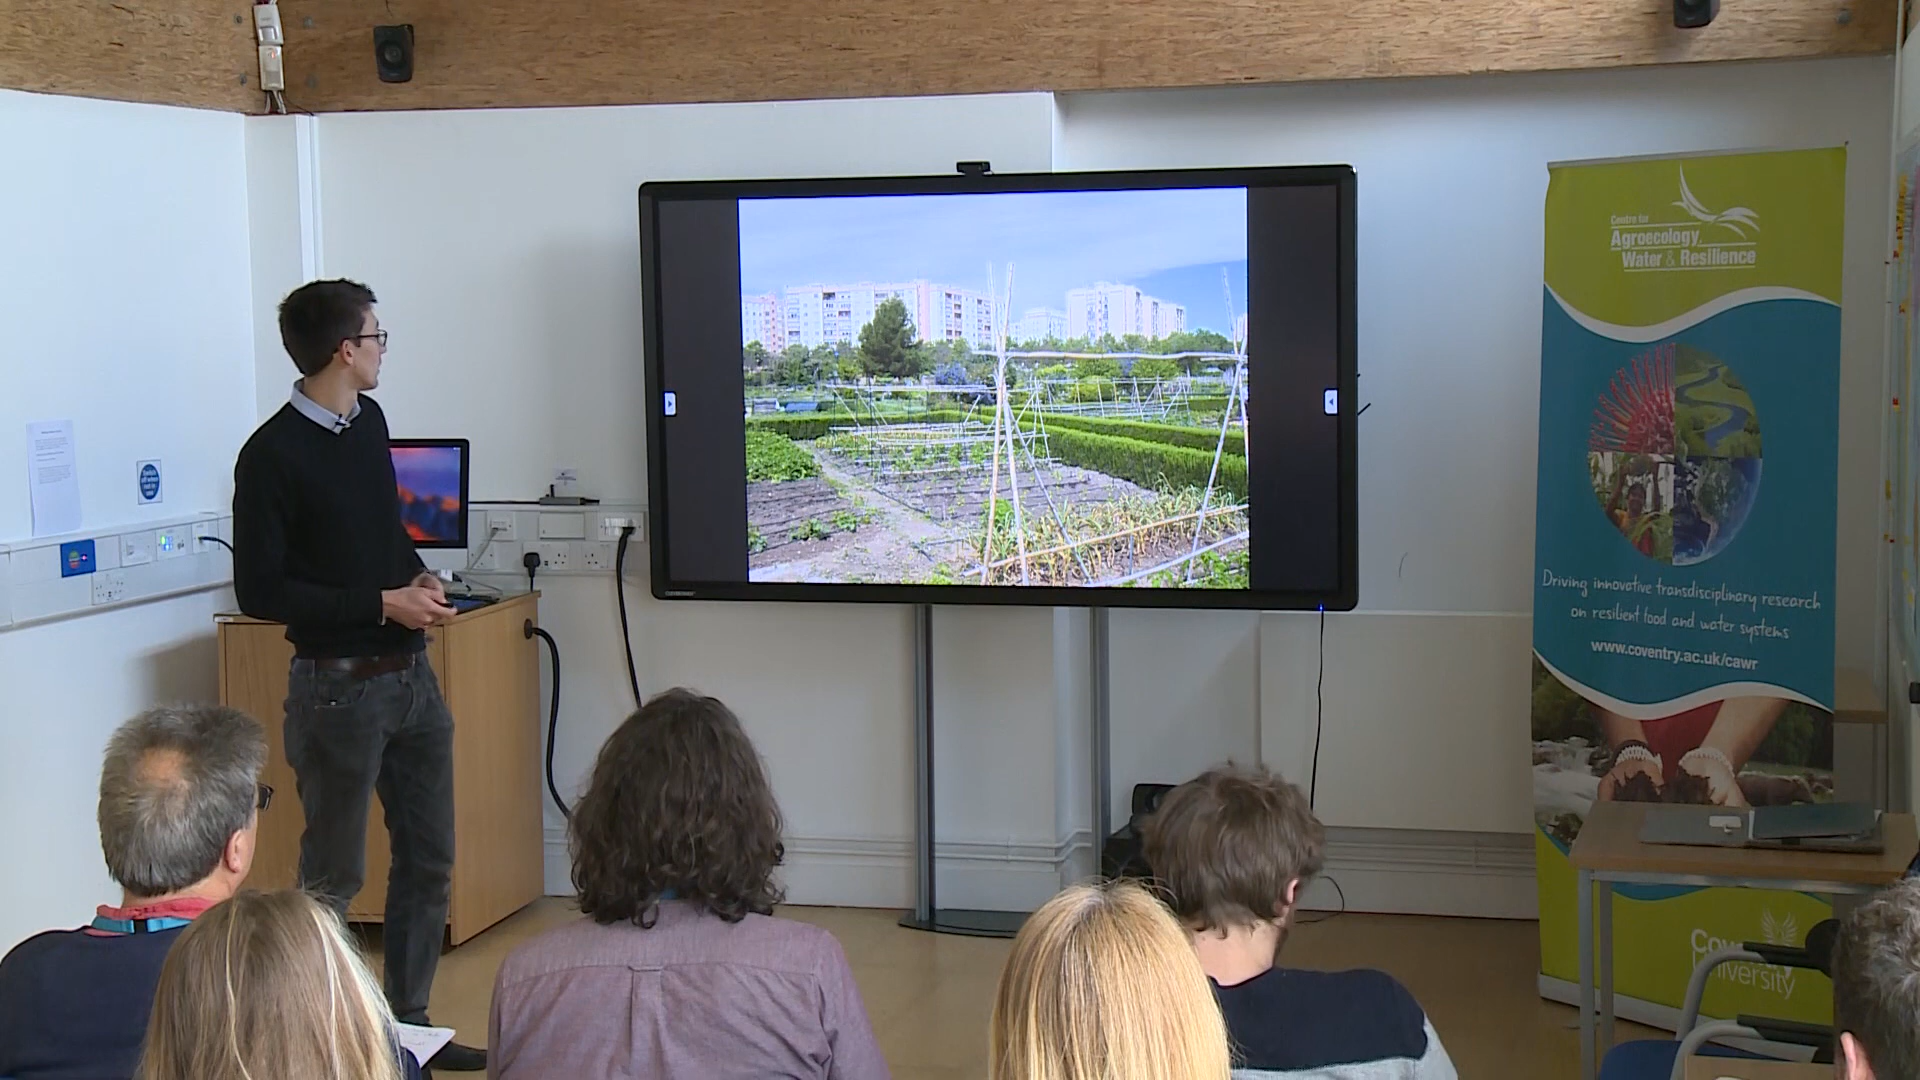 Centre for
Agroecology,
Water & Resilience
Driving innovative transdisciplinary research
on resilient food and water systems
www.coventry.ac.uk/cawr
University